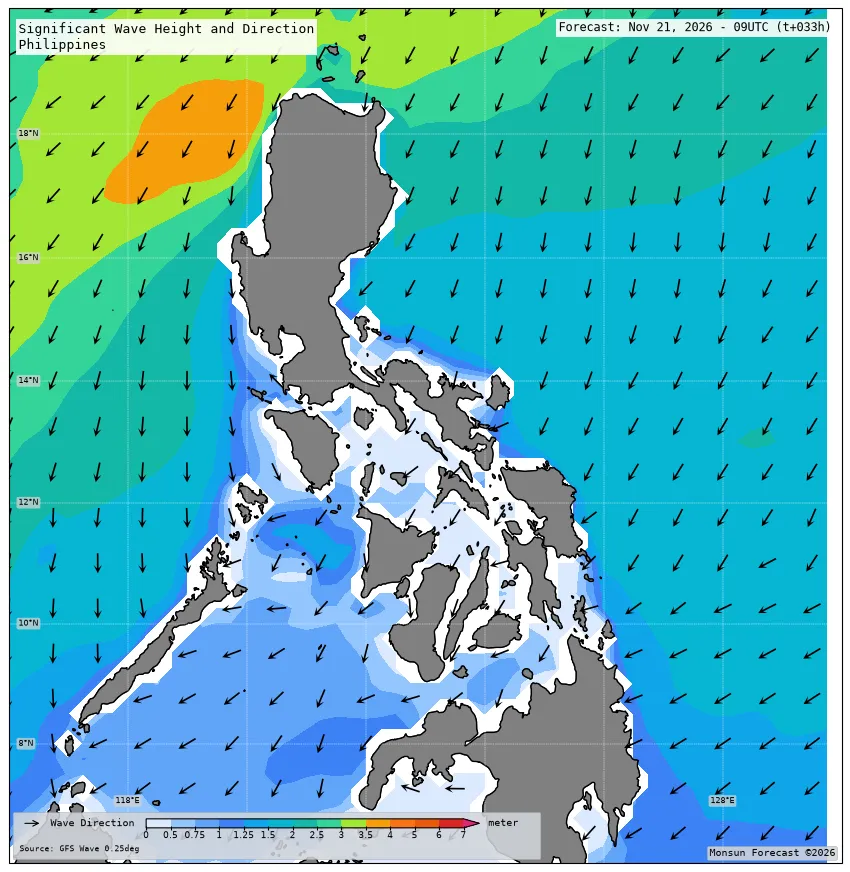 Significant Wave Height and Direction
Philippines
Forecast: Nov 21, 2026 - 09UTC (t+033h)
18°N
16°N
14°N
12°N
10°N
8°N
118°E
128°E
Wave Direction
0 0.5 0.75 1 1.25 1.5 2 2.5 3 3.5 4 5 6 7
meter
Source: GFS Wave 0.25deg
Monsun Forecast ©2026